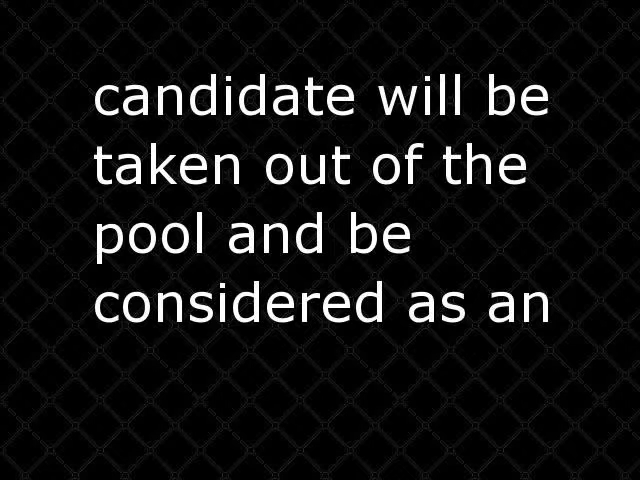 candidate will be
taken out of the
pool and be
considered as an